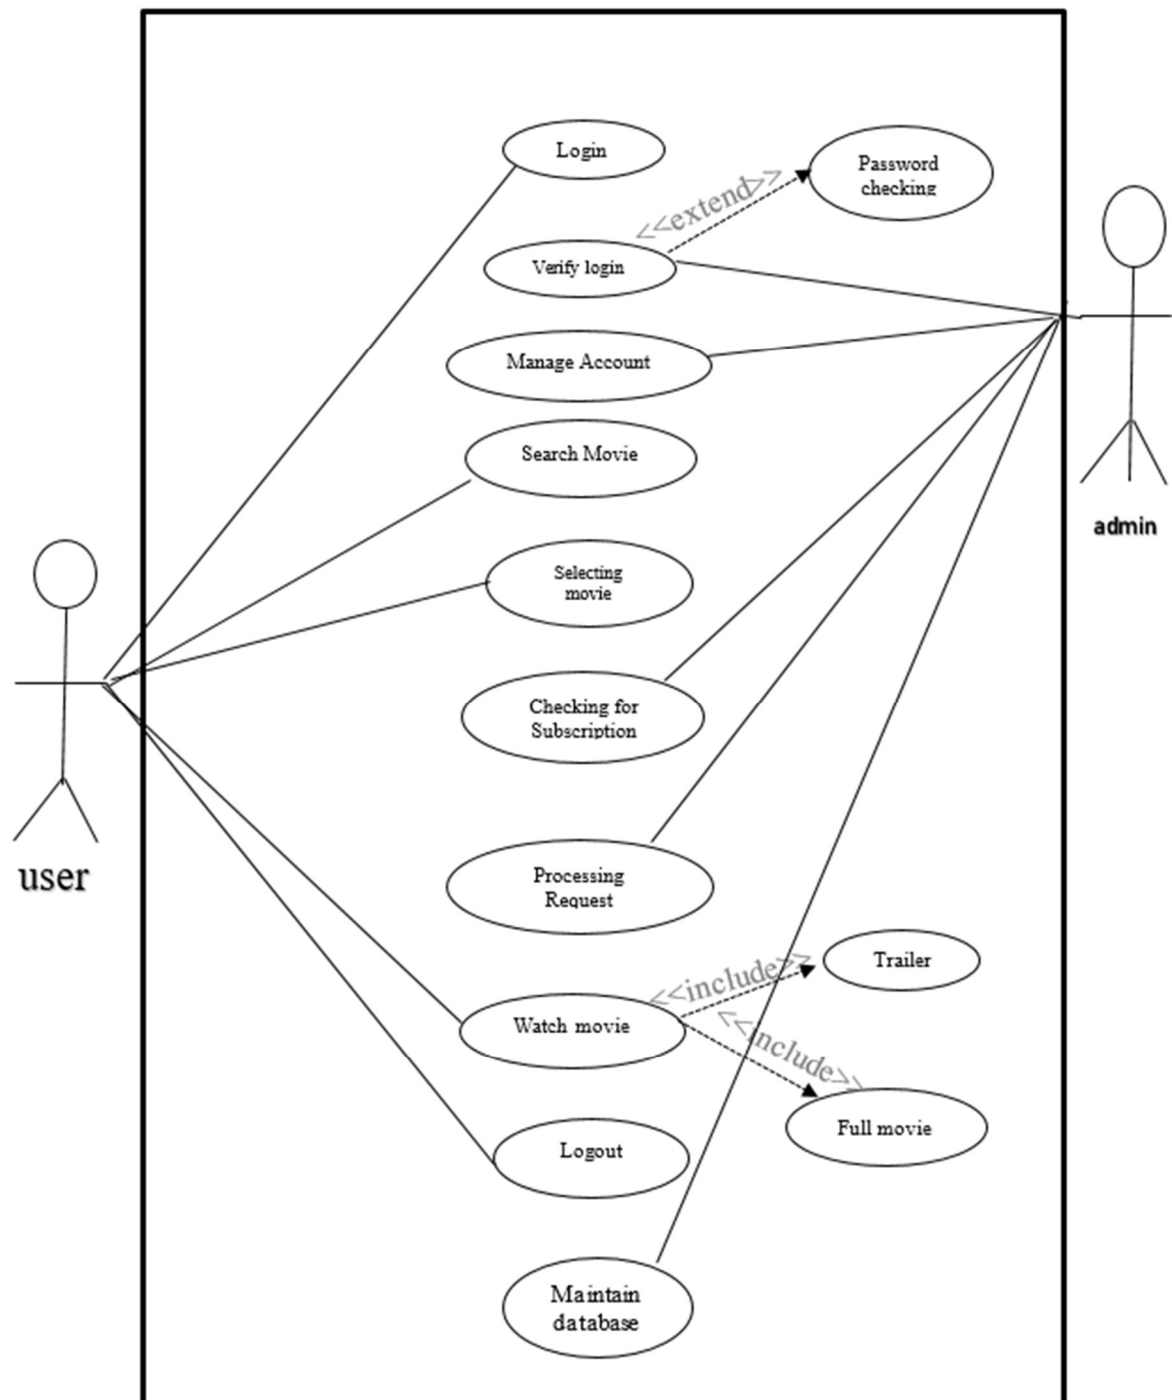 Login
Password
checking
<<extend>>
Verify login
Manage Account
Search Movie
admin
Selecting
movie
Checking for
Subscription
user
Processing
Request
Trailer
<<include>>
Watch movie
<<include>>
Full movie
Logout
Maintain
database